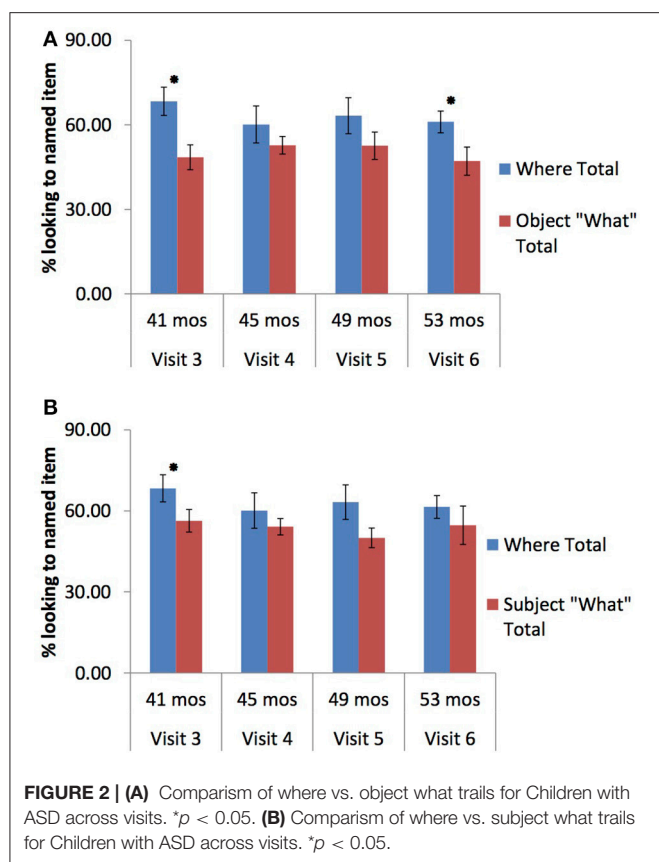 A
90.00
60.00
30.00
0.00
% looking to named item
*
*
Where Total
Object "What"
Total
41 mos 45 mos 49 mos 53 mos
Visit 3 Visit 4 Visit 5 Visit 6
B
90.00
60.00
30.00
0.00
% looking to named item
*
Where Total
Subject "What"
Total
41 mos 45 mos 49 mos 53 mos
Visit 3 Visit 4 Visit 5 Visit 6
FIGURE 2 | (A) Comparism of where vs. object what trails for Children with
ASD across visits. *p < 0.05. (B) Comparism of where vs. subject what trails
for Children with ASD across visits. *p < 0.05.